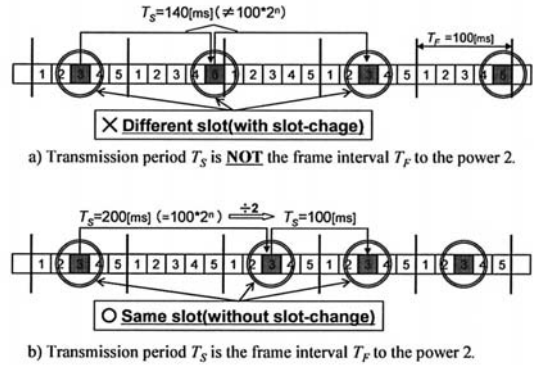 T_S=140[ms](≠100*2ⁿ)
T_F=100[ms]
1 2 3 4 5 1 2 3 4 5 1 2 3 4 5 1 2 3 4 5 1 2 3 4 5
× Different slot(with slot-chage)
a) Transmission period T_S is NOT the frame interval T_F to the power 2.
T_S=200[ms] (=100*2ⁿ) ÷2 T_S=100[ms]
1 2 3 4 5 1 2 3 4 5 1 2 3 4 5 1 2 3 4 5 1 2 3 4 5
○ Same slot(without slot-change)
b) Transmission period T_S is the frame interval T_F to the power 2.